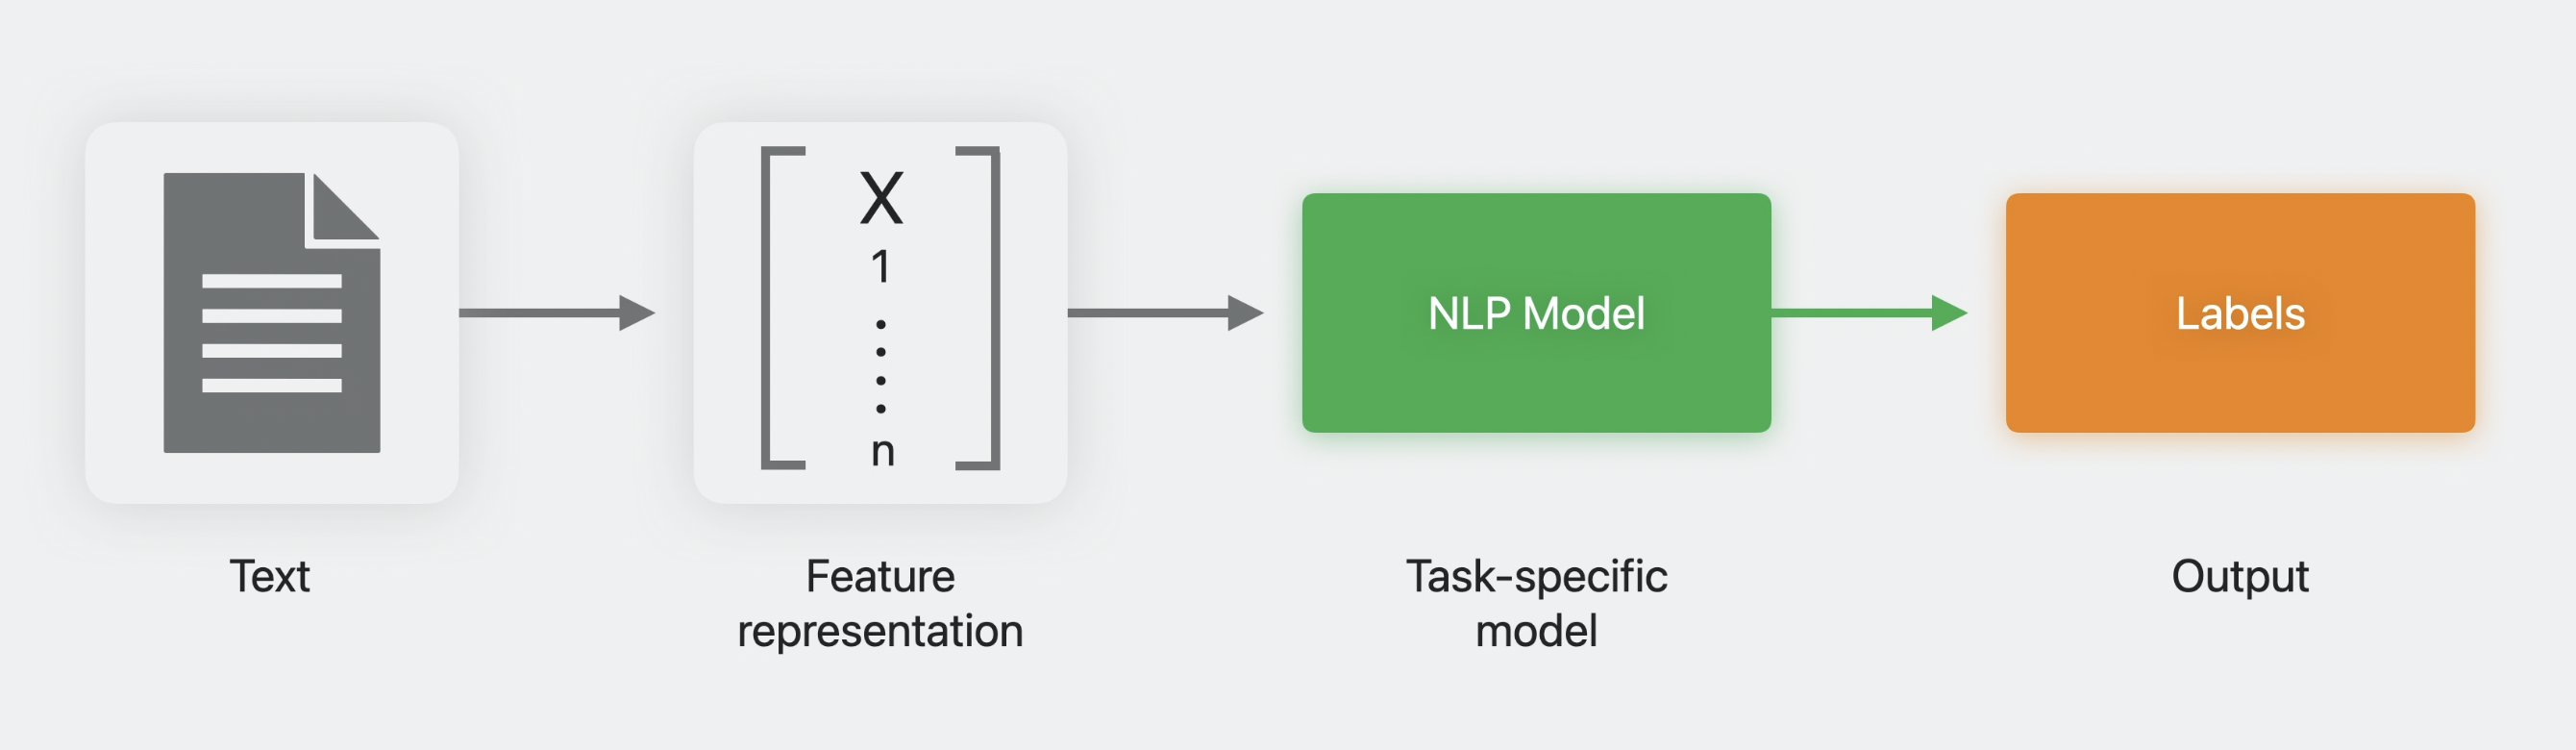 X
1
n
NLP Model
Labels
Text
Feature
representation
Task-specific
model
Output